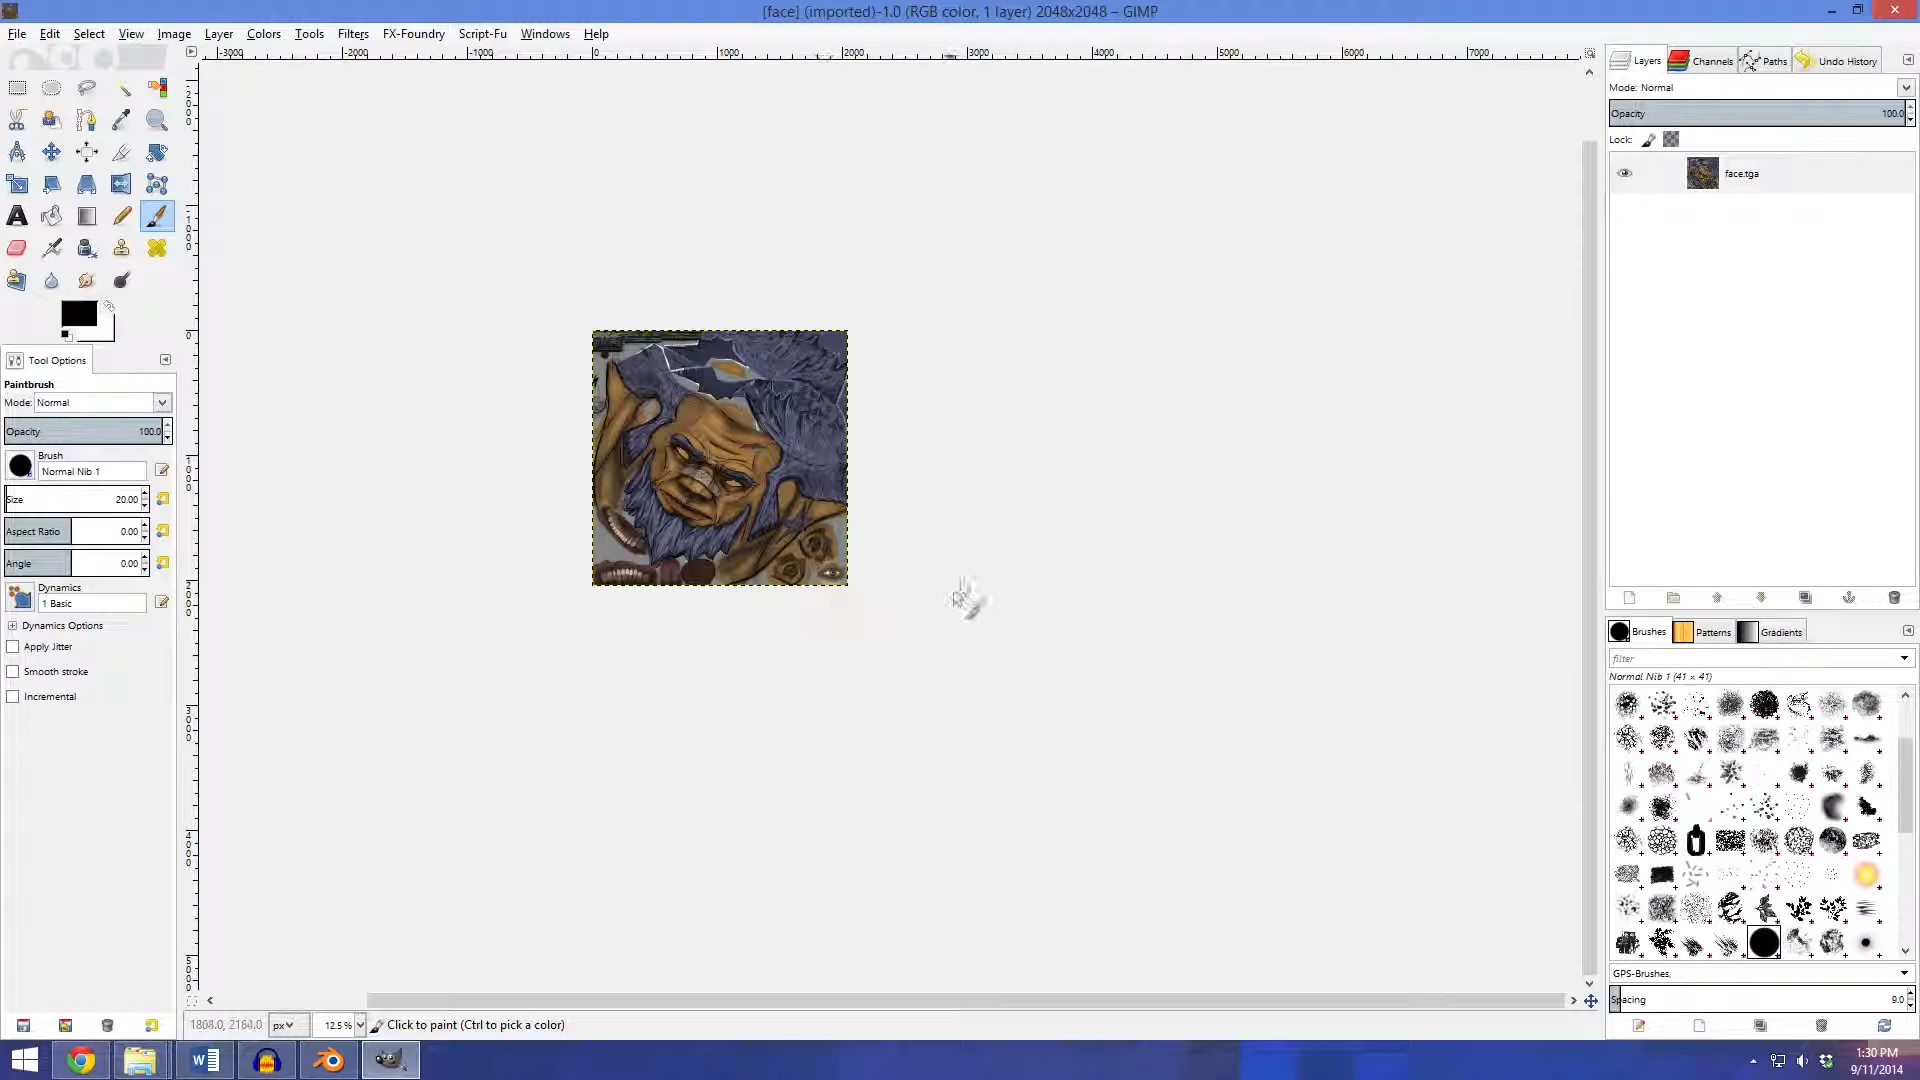 [face] (imported)-1.0 (RGB color, 1 layer) 2048x2048 – GIMP
File Edit Select View Image Layer Colors Tools Filters FX-Foundry Script-Fu Windows Help
-3000 -2000 -1000 0 1000 2000 3000 4000 5000 6000 7000
Layers Channels Paths Undo History
Mode: Normal
Opacity 100.0
Lock:
face.tga
Tool Options
Paintbrush
Mode: Normal
Opacity 100.0
Brush
Normal Nib 1
Size 20.00
Aspect Ratio 0.00
Angle 0.00
Dynamics
1 Basic
Dynamics Options
Apply Jitter
Smooth stroke
Incremental
Brushes Patterns Gradients
filter
Normal Nib 1 (41 × 41)
GPS-Brushes,
Spacing 9.0
1808.0, 2164.0 px 12.5 % Click to paint (Ctrl to pick a color)
1:30 PM
9/11/2014